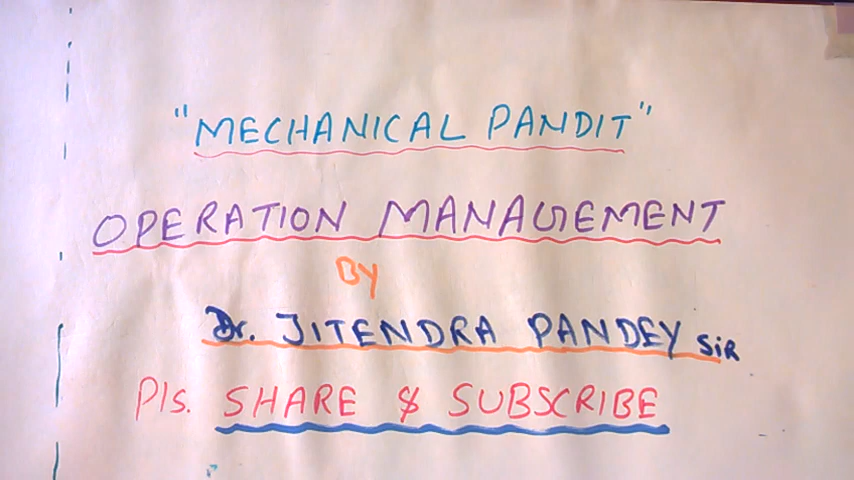 "MECHANICAL PANDIT"
OPERATION MANAGEMENT
BY
Dr. JITENDRA PANDEY SiR
Pls. SHARE & SUBSCRIBE